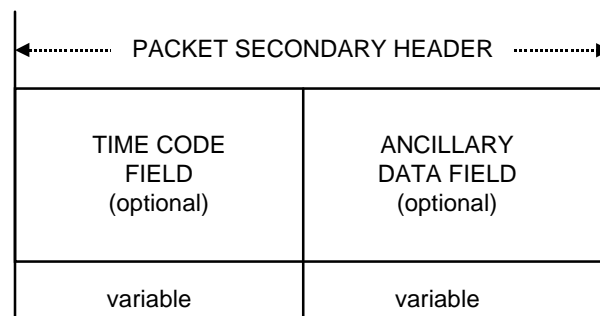 PACKET SECONDARY HEADER
TIME CODE
FIELD
(optional)
ANCILLARY
DATA FIELD
(optional)
variable
variable